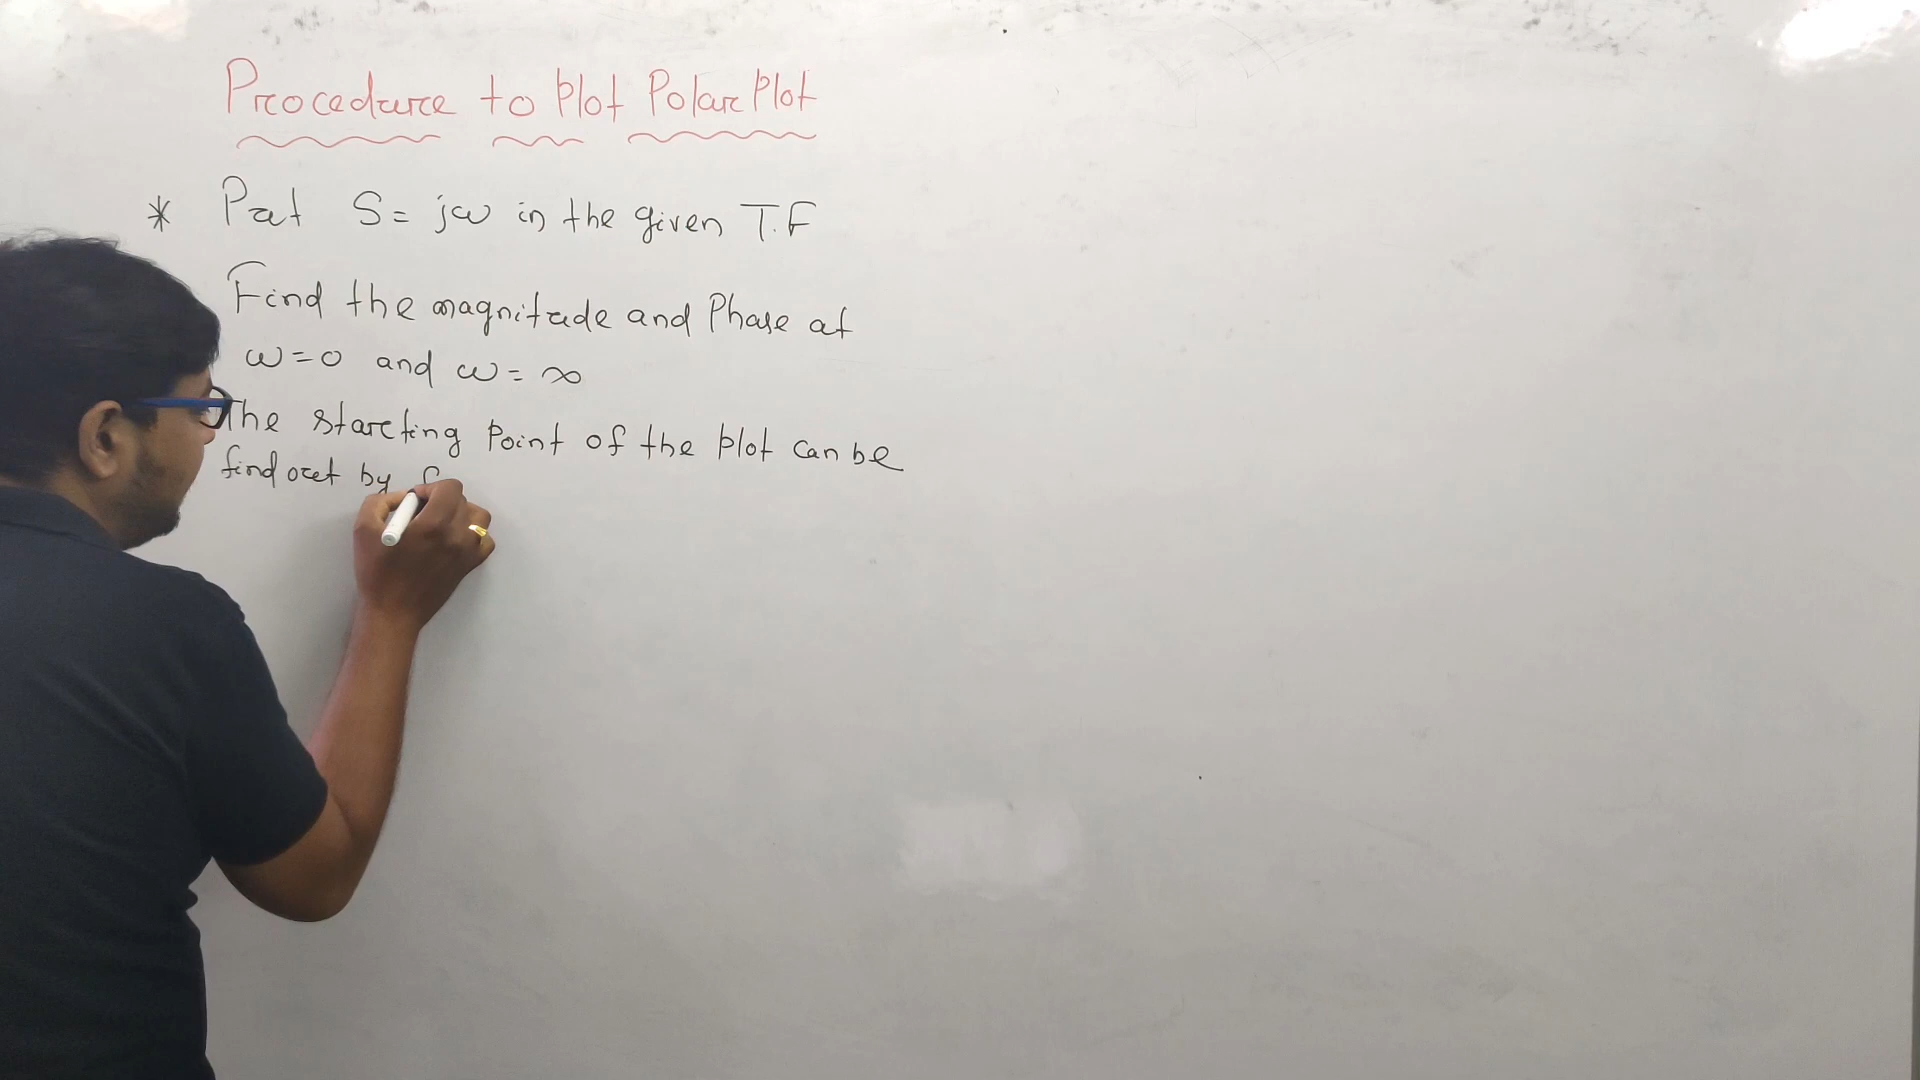 Procedure to Plot Polar Plot
* Put S = jω in the given T.F
Find the magnitude and Phase at
ω=0 and ω=∞
The starting Point of the plot can be
find out by